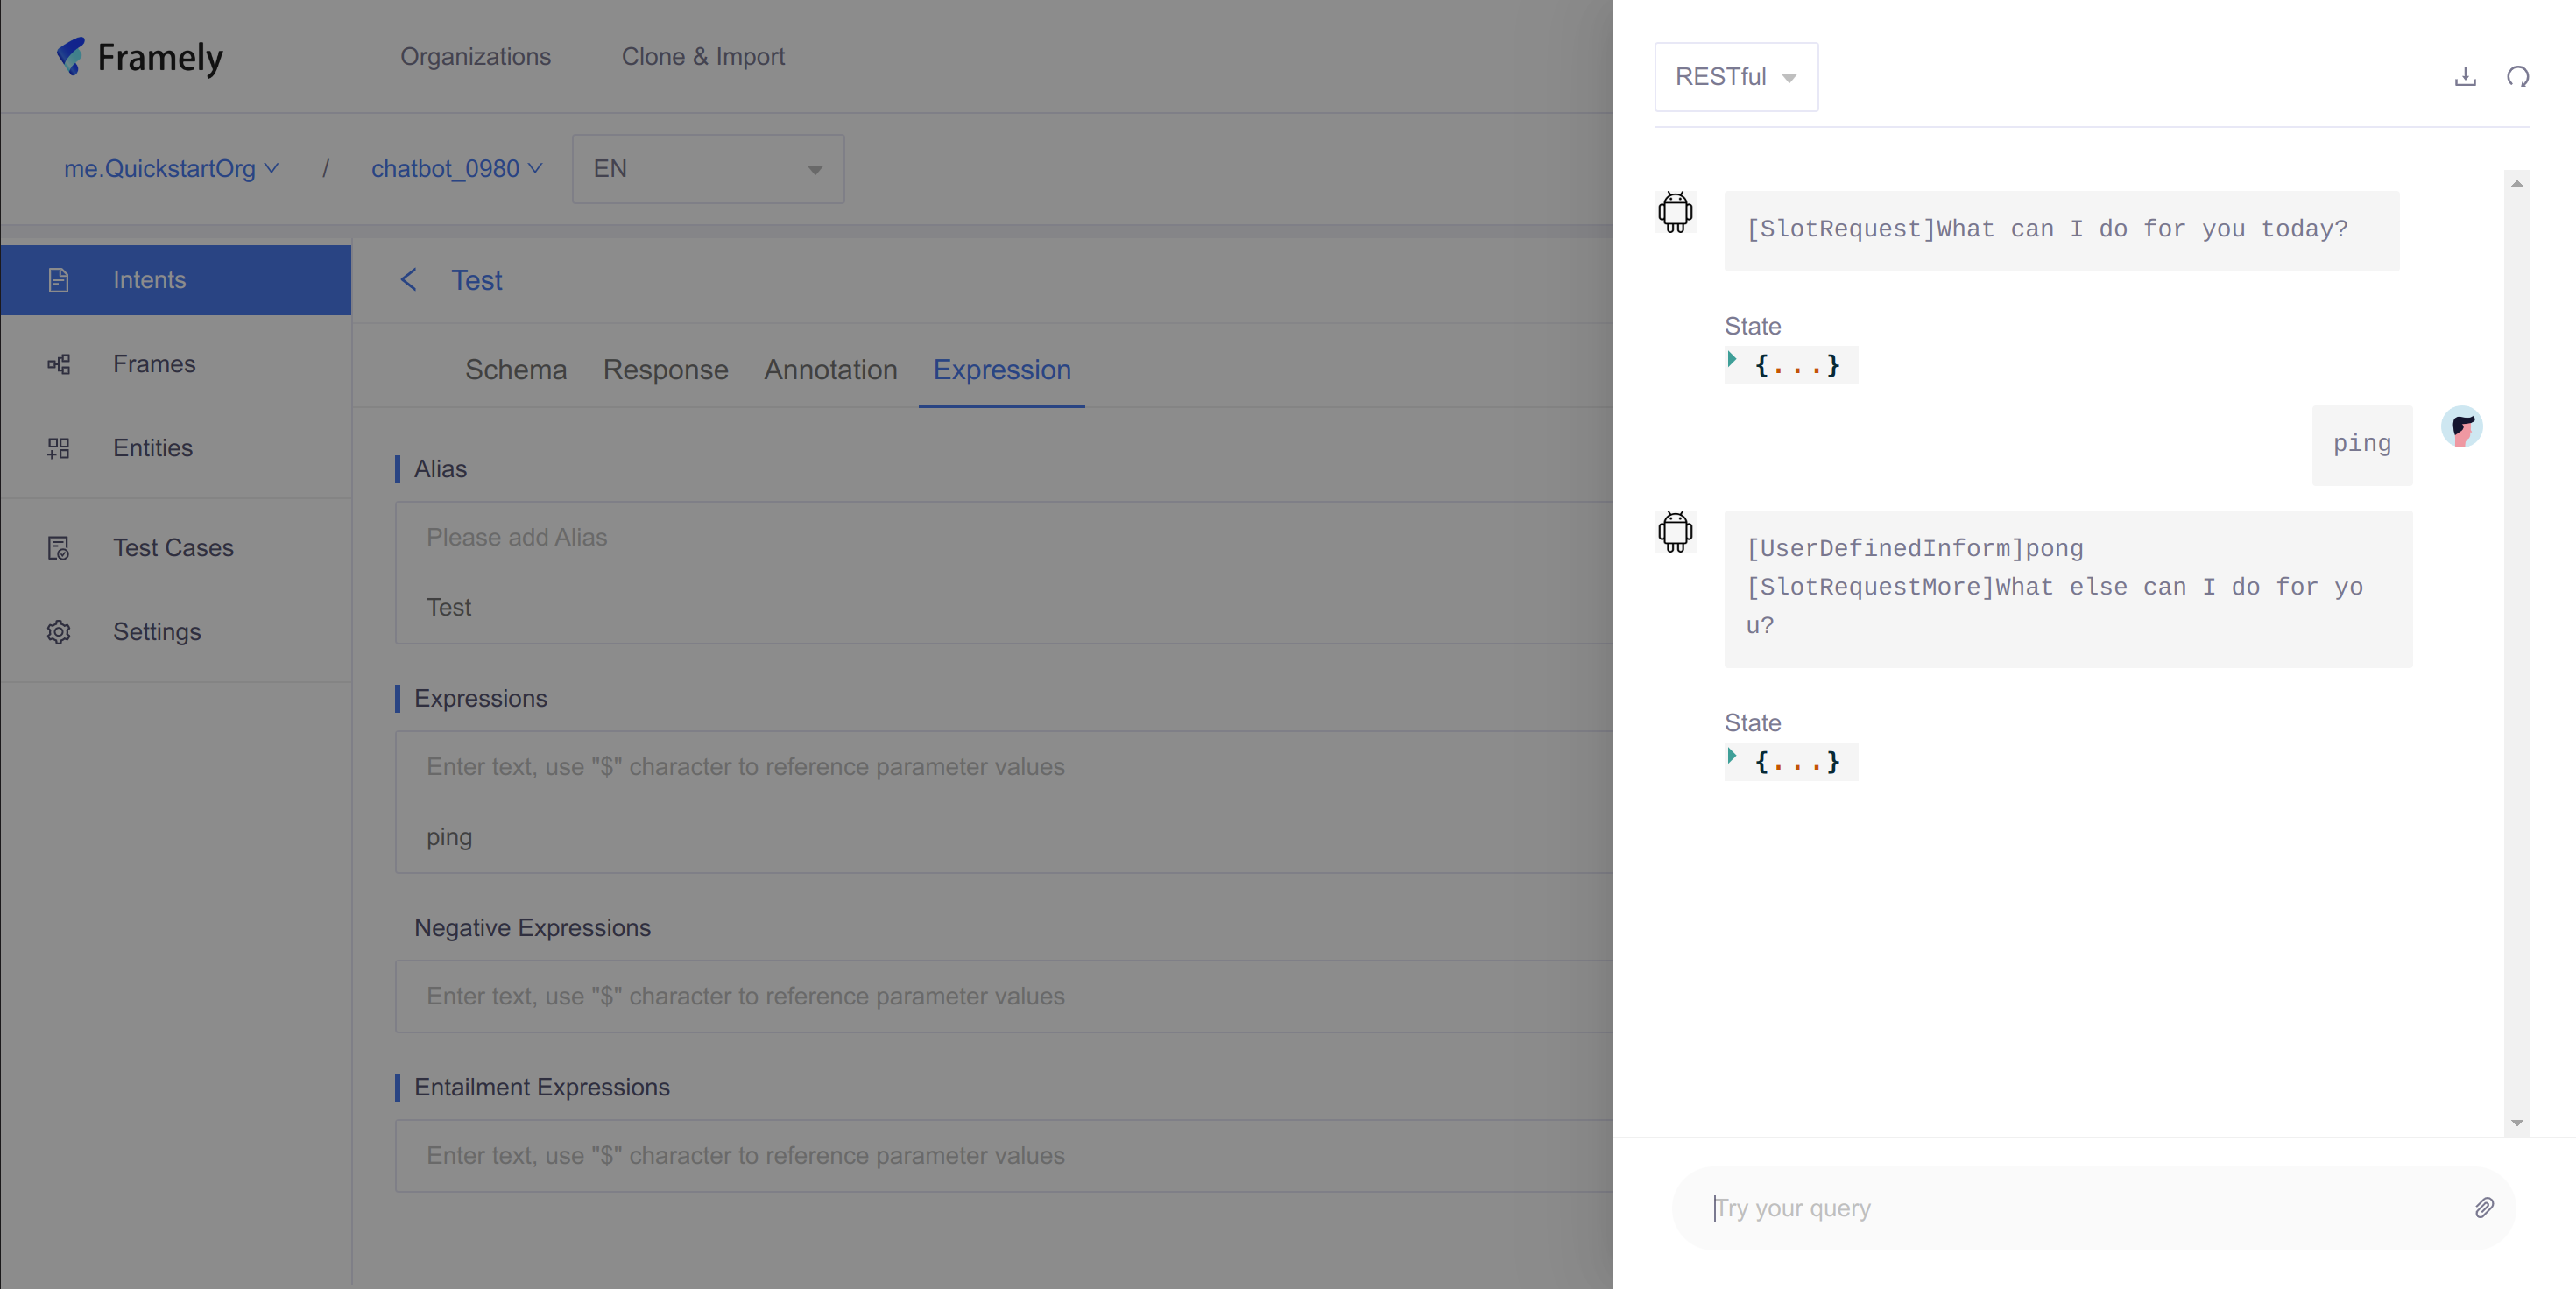 Framely
Organizations
Clone & Import
me.QuickstartOrg / chatbot_0980
EN
Intents
Frames
Entities
Test Cases
Settings
Test
Schema Response Annotation Expression
Alias
Please add Alias
Test
Expressions
Enter text, use "$" character to reference parameter values
ping
Negative Expressions
Enter text, use "$" character to reference parameter values
Entailment Expressions
Enter text, use "$" character to reference parameter values
RESTful
[SlotRequest]What can I do for you today?
State
{...}
ping
[UserDefinedInform]pong
[SlotRequestMore]What else can I do for yo
u?
State
{...}
Try your query